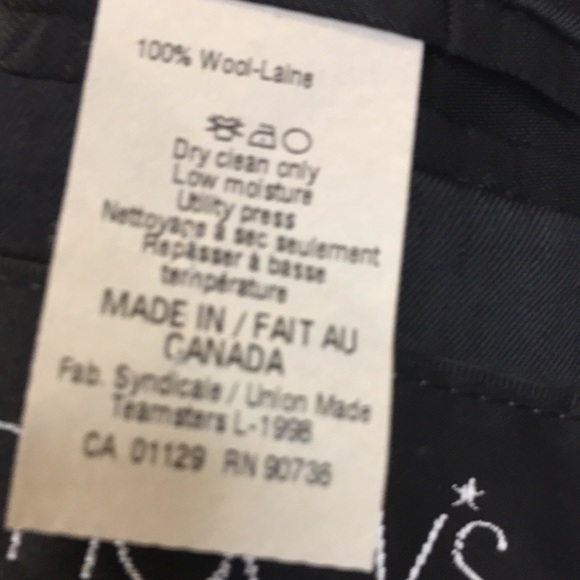 100% Wool-Laine
Dry clean only
Low moisture
Utility press
Nettoyage à sec seulement
Repasser à basse
température
MADE IN / FAIT AU
CANADA
Fab. Syndicale / Union Made
Teamsters L-1998
CA 01129 RN 90736